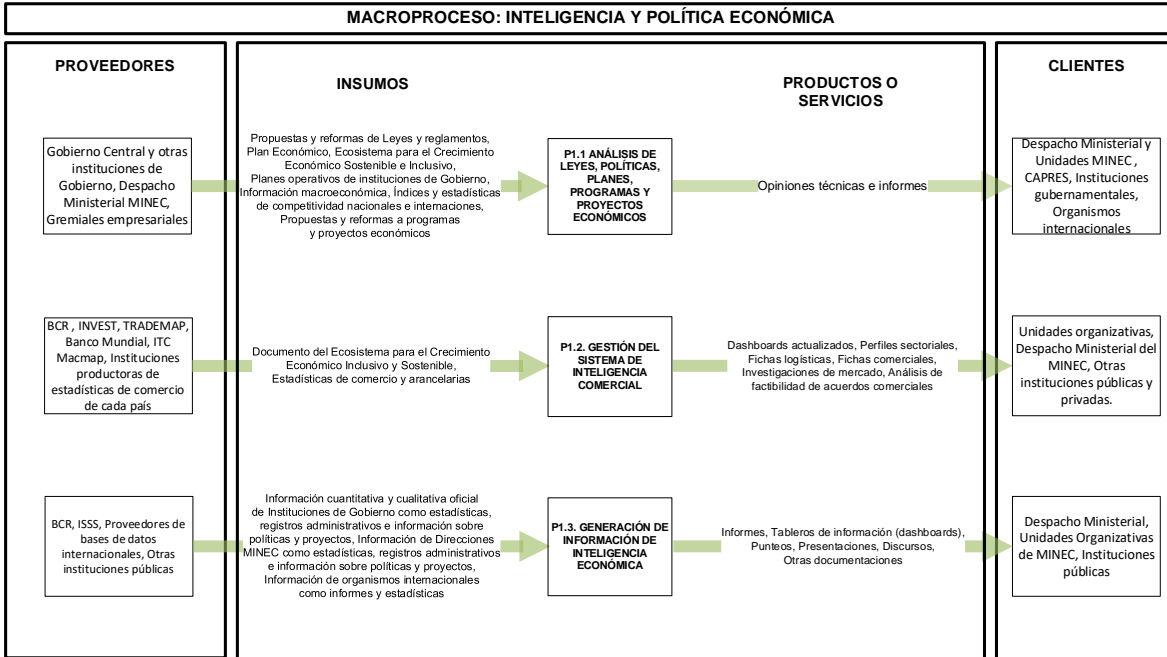 MACROPROCESO: INTELIGENCIA Y POLÍTICA ECONÓMICA
PROVEEDORES
INSUMOS
PRODUCTOS O
SERVICIOS
CLIENTES
Gobierno Central y otras
instituciones de
Gobierno, Despacho
Ministerial MINEC,
Gremiales empresariales
Propuestas y reformas de Leyes y reglamentos,
Plan Económico, Ecosistema para el Crecimiento
Económico Sostenible e Inclusivo,
Planes operativos de instituciones de Gobierno,
Información macroeconómica, Índices y estadísticas
de competitividad nacionales e internaciones,
Propuestas y reformas a programas
y proyectos económicos
P1.1 ANÁLISIS DE
LEYES, POLÍTICAS,
PLANES,
PROGRAMAS Y
PROYECTOS
ECONÓMICOS
Opiniones técnicas e informes
Despacho Ministerial y
Unidades MINEC ,
CAPRES, Instituciones
gubernamentales,
Organismos
internacionales
BCR , INVEST, TRADEMAP,
Banco Mundial, ITC
Macmap, Instituciones
productoras de
estadísticas de comercio
de cada país
Documento del Ecosistema para el Crecimiento
Económico Inclusivo y Sostenible,
Estadísticas de comercio y arancelarias
P1.2. GESTIÓN DEL
SISTEMA DE
INTELIGENCIA
COMERCIAL
Dashboards actualizados, Perfiles sectoriales,
Fichas logísticas, Fichas comerciales,
Investigaciones de mercado, Análisis de
factibilidad de acuerdos comerciales
Unidades organizativas,
Despacho Ministerial del
MINEC, Otras
instituciones públicas y
privadas.
BCR, ISSS, Proveedores de
bases de datos
internacionales, Otras
instituciones públicas
Información cuantitativa y cualitativa oficial
de Instituciones de Gobierno como estadísticas,
registros administrativos e información sobre
políticas y proyectos, Información de Direcciones
MINEC como estadísticas, registros administrativos
e información sobre políticas y proyectos,
Información de organismos internacionales
como informes y estadísticas
P1.3. GENERACIÓN DE
INFORMACIÓN DE
INTELIGENCIA
ECONÓMICA
Informes, Tableros de información (dashboards),
Punteos, Presentaciones, Discursos,
Otras documentaciones
Despacho Ministerial,
Unidades Organizativas
de MINEC, Instituciones
públicas